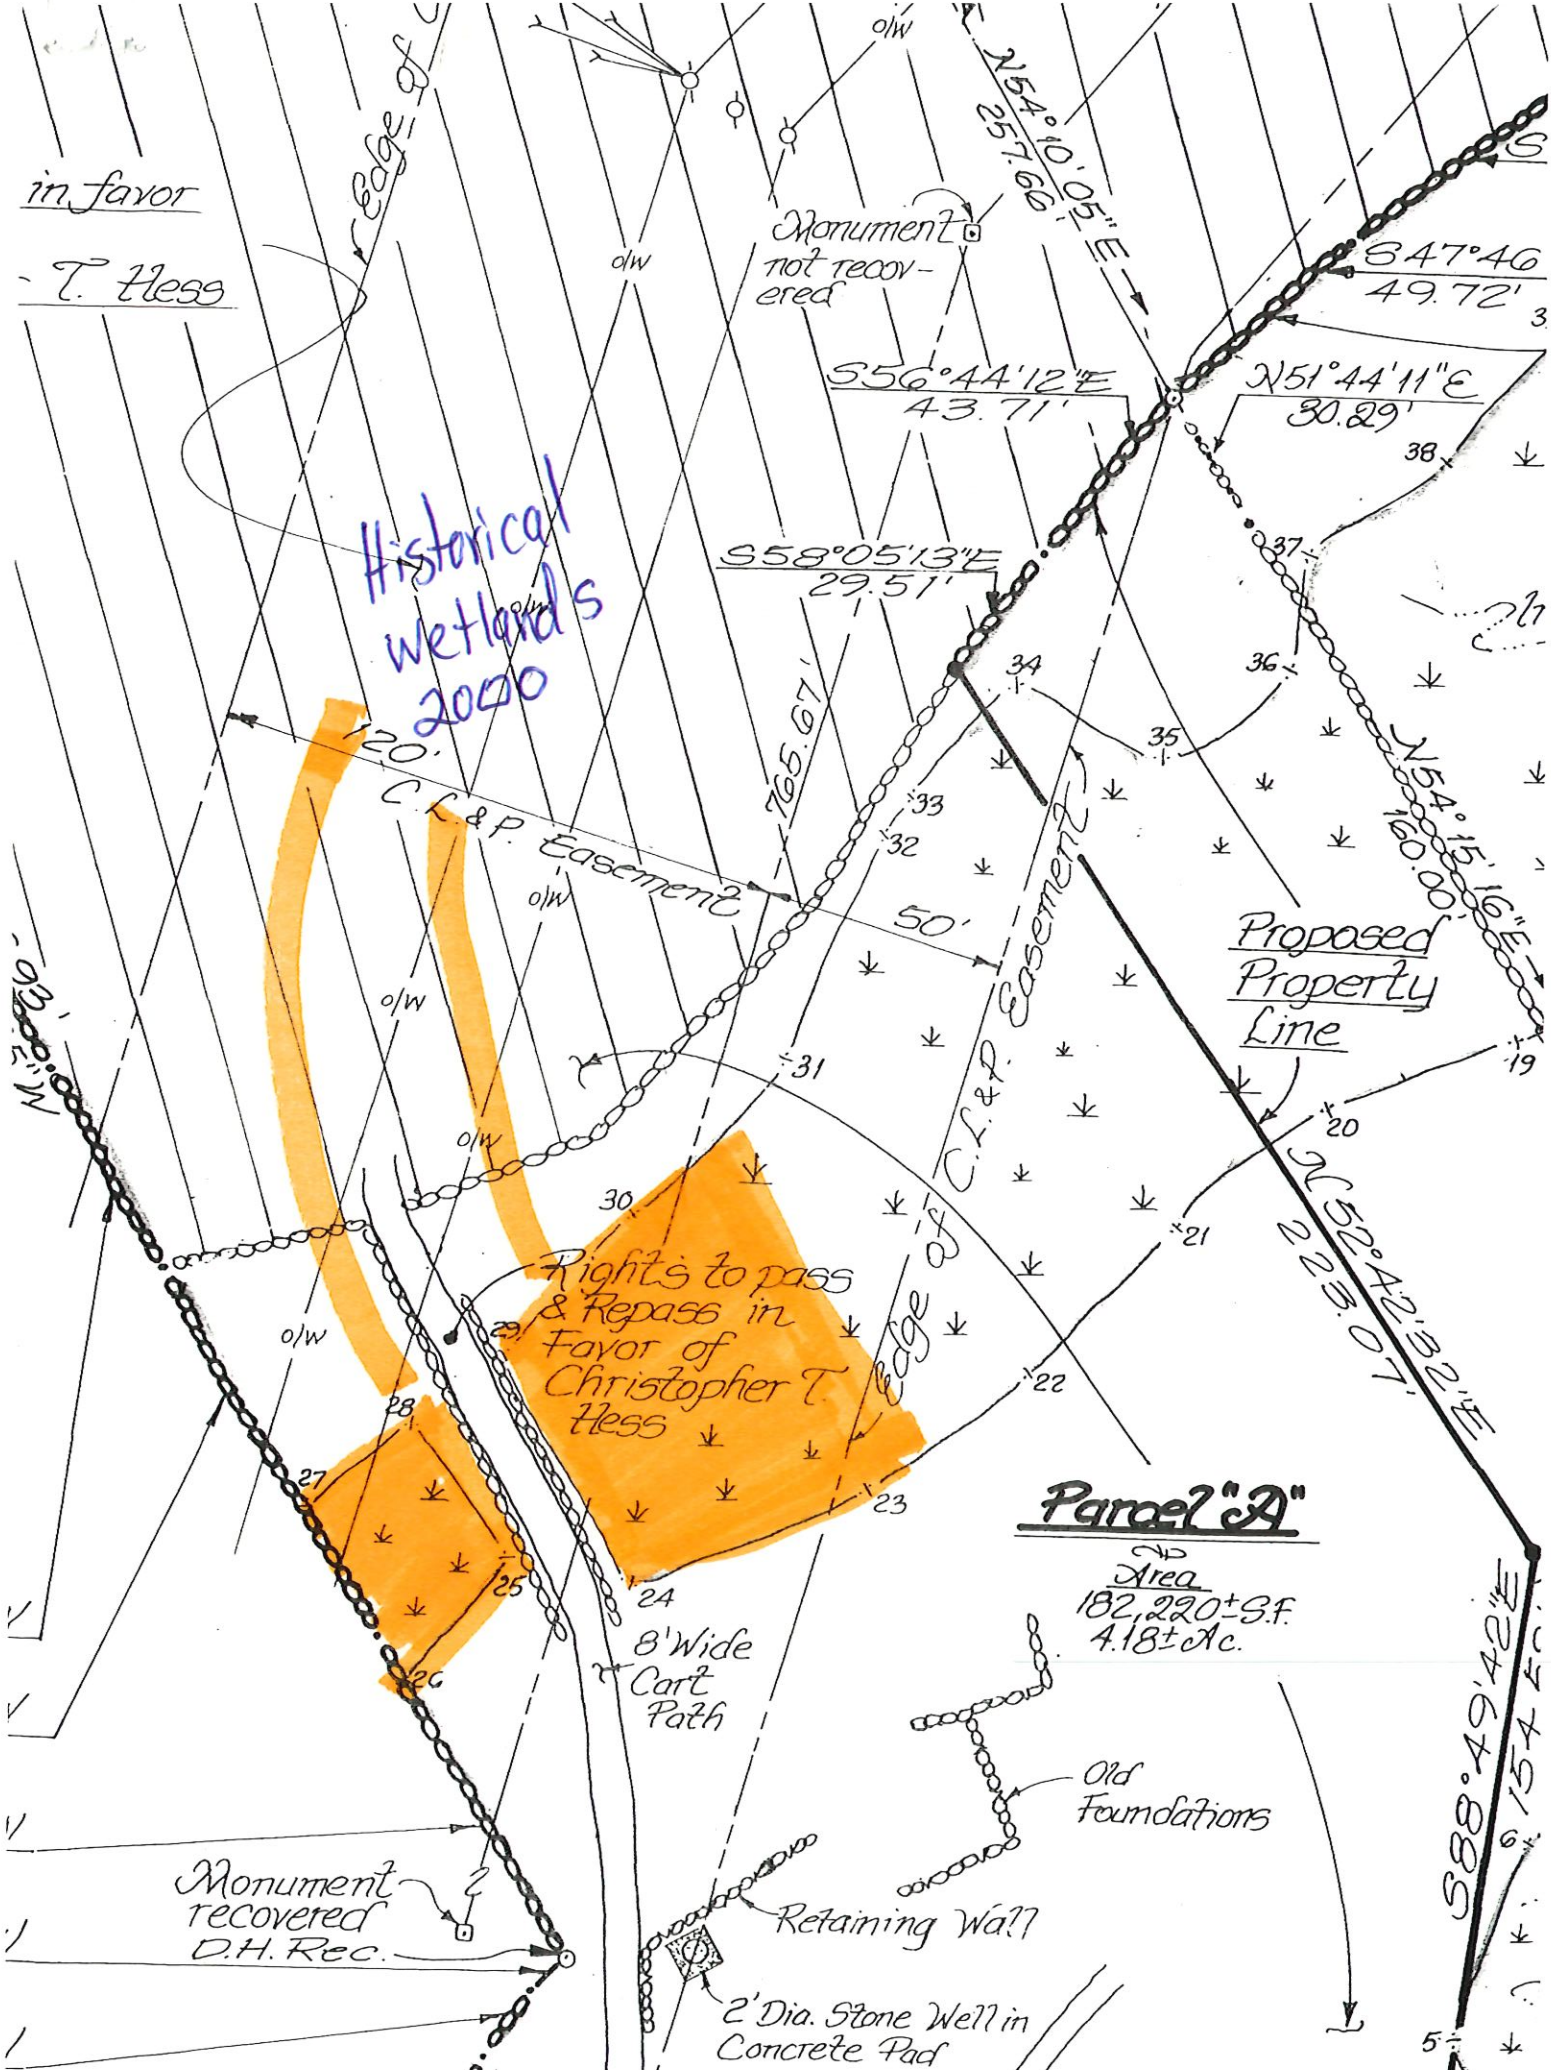 Edge of
o/w
N54°10'05"E
257.66'
S
in favor
- T. Hess
Monument
not recov-
ered
o/w
S47°46
49.72'
3
S56°44'12"E
43.71'
N51°44'11"E
30.29'
38
Historical
wetlands
2000
o/w
S58°05'13"E
29.51'
37
36
34
35
765.67'
120'
C.L.&P. Easement
33
32
N54°15'16"E
160.00'
o/w
50'
Proposed
Property
Line
-93'
"W
o/w
31
19
20
o/w
Edge of C.L.&P. Easement
30
21
N52°42'32"E
223.07'
Rights to pass
& Repass in
Favor of
Christopher T.
Hess
29
o/w
22
28
27
23
Parcel "A"
Area
182,220±S.F.
4.18±Ac.
25
24
26
8' Wide
Cart
Path
S88°49'42"E
154
Old
Foundations
6
Monument
recovered
D.H. Rec.
Retaining Wall
2' Dia. Stone Well in
Concrete Pad
5